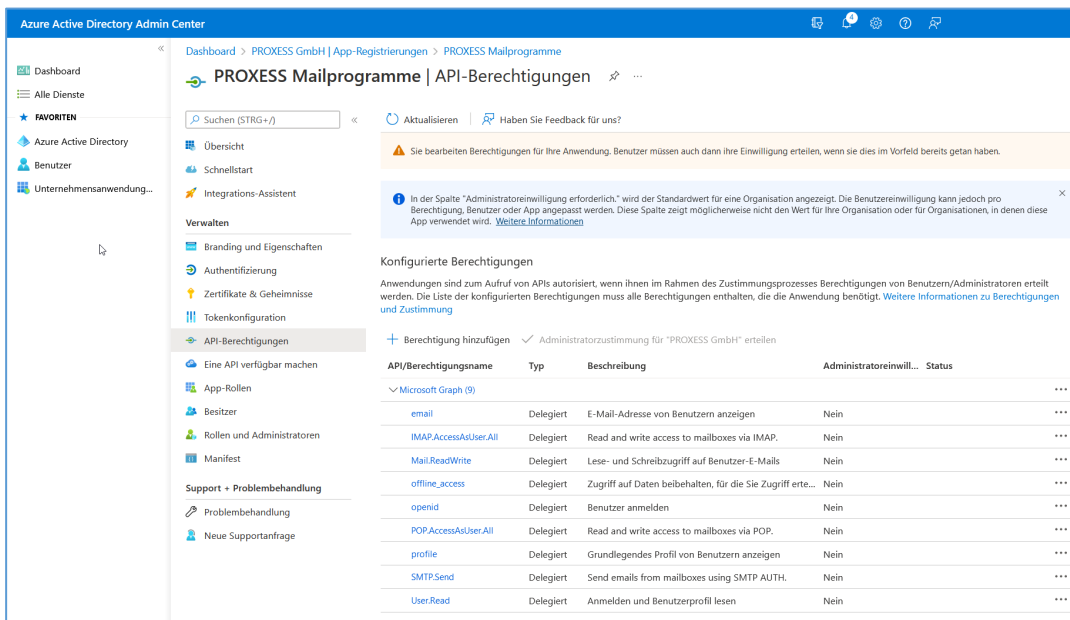 Azure Active Directory Admin Center
4
Dashboard > PROXESS GmbH | App-Registrierungen > PROXESS Mailprogramme
PROXESS Mailprogramme | API-Berechtigungen
Dashboard
Alle Dienste
FAVORITEN
Azure Active Directory
Benutzer
Unternehmensanwendung...
Suchen (STRG+/)
Übersicht
Schnellstart
Integrations-Assistent
Verwalten
Branding und Eigenschaften
Authentifizierung
Zertifikate & Geheimnisse
Tokenkonfiguration
API-Berechtigungen
Eine API verfügbar machen
App-Rollen
Besitzer
Rollen und Administratoren
Manifest
Support + Problembehandlung
Problembehandlung
Neue Supportanfrage
Aktualisieren
Haben Sie Feedback für uns?
Sie bearbeiten Berechtigungen für Ihre Anwendung. Benutzer müssen auch dann ihre Einwilligung erteilen, wenn sie dies im Vorfeld bereits getan haben.
In der Spalte "Administratoreinwilligung erforderlich." wird der Standardwert für eine Organisation angezeigt. Die Benutzereinwilligung kann jedoch pro
Berechtigung, Benutzer oder App angepasst werden. Diese Spalte zeigt möglicherweise nicht den Wert für Ihre Organisation oder für Organisationen, in denen diese
App verwendet wird. Weitere Informationen
Konfigurierte Berechtigungen
Anwendungen sind zum Aufruf von APIs autorisiert, wenn ihnen im Rahmen des Zustimmungsprozesses Berechtigungen von Benutzern/Administratoren erteilt
werden. Die Liste der konfigurierten Berechtigungen muss alle Berechtigungen enthalten, die die Anwendung benötigt. Weitere Informationen zu Berechtigungen
und Zustimmung
Berechtigung hinzufügen Administratorzustimmung für "PROXESS GmbH" erteilen
API/Berechtigungsname Typ Beschreibung Administratoreinwill... Status
Microsoft Graph (9)
email Delegiert E-Mail-Adresse von Benutzern anzeigen Nein
IMAP.AccessAsUser.All Delegiert Read and write access to mailboxes via IMAP. Nein
Mail.ReadWrite Delegiert Lese- und Schreibzugriff auf Benutzer-E-Mails Nein
offline_access Delegiert Zugriff auf Daten beibehalten, für die Sie Zugriff erte... Nein
openid Delegiert Benutzer anmelden Nein
POP.AccessAsUser.All Delegiert Read and write access to mailboxes via POP. Nein
profile Delegiert Grundlegendes Profil von Benutzern anzeigen Nein
SMTP.Send Delegiert Send emails from mailboxes using SMTP AUTH. Nein
User.Read Delegiert Anmelden und Benutzerprofil lesen Nein